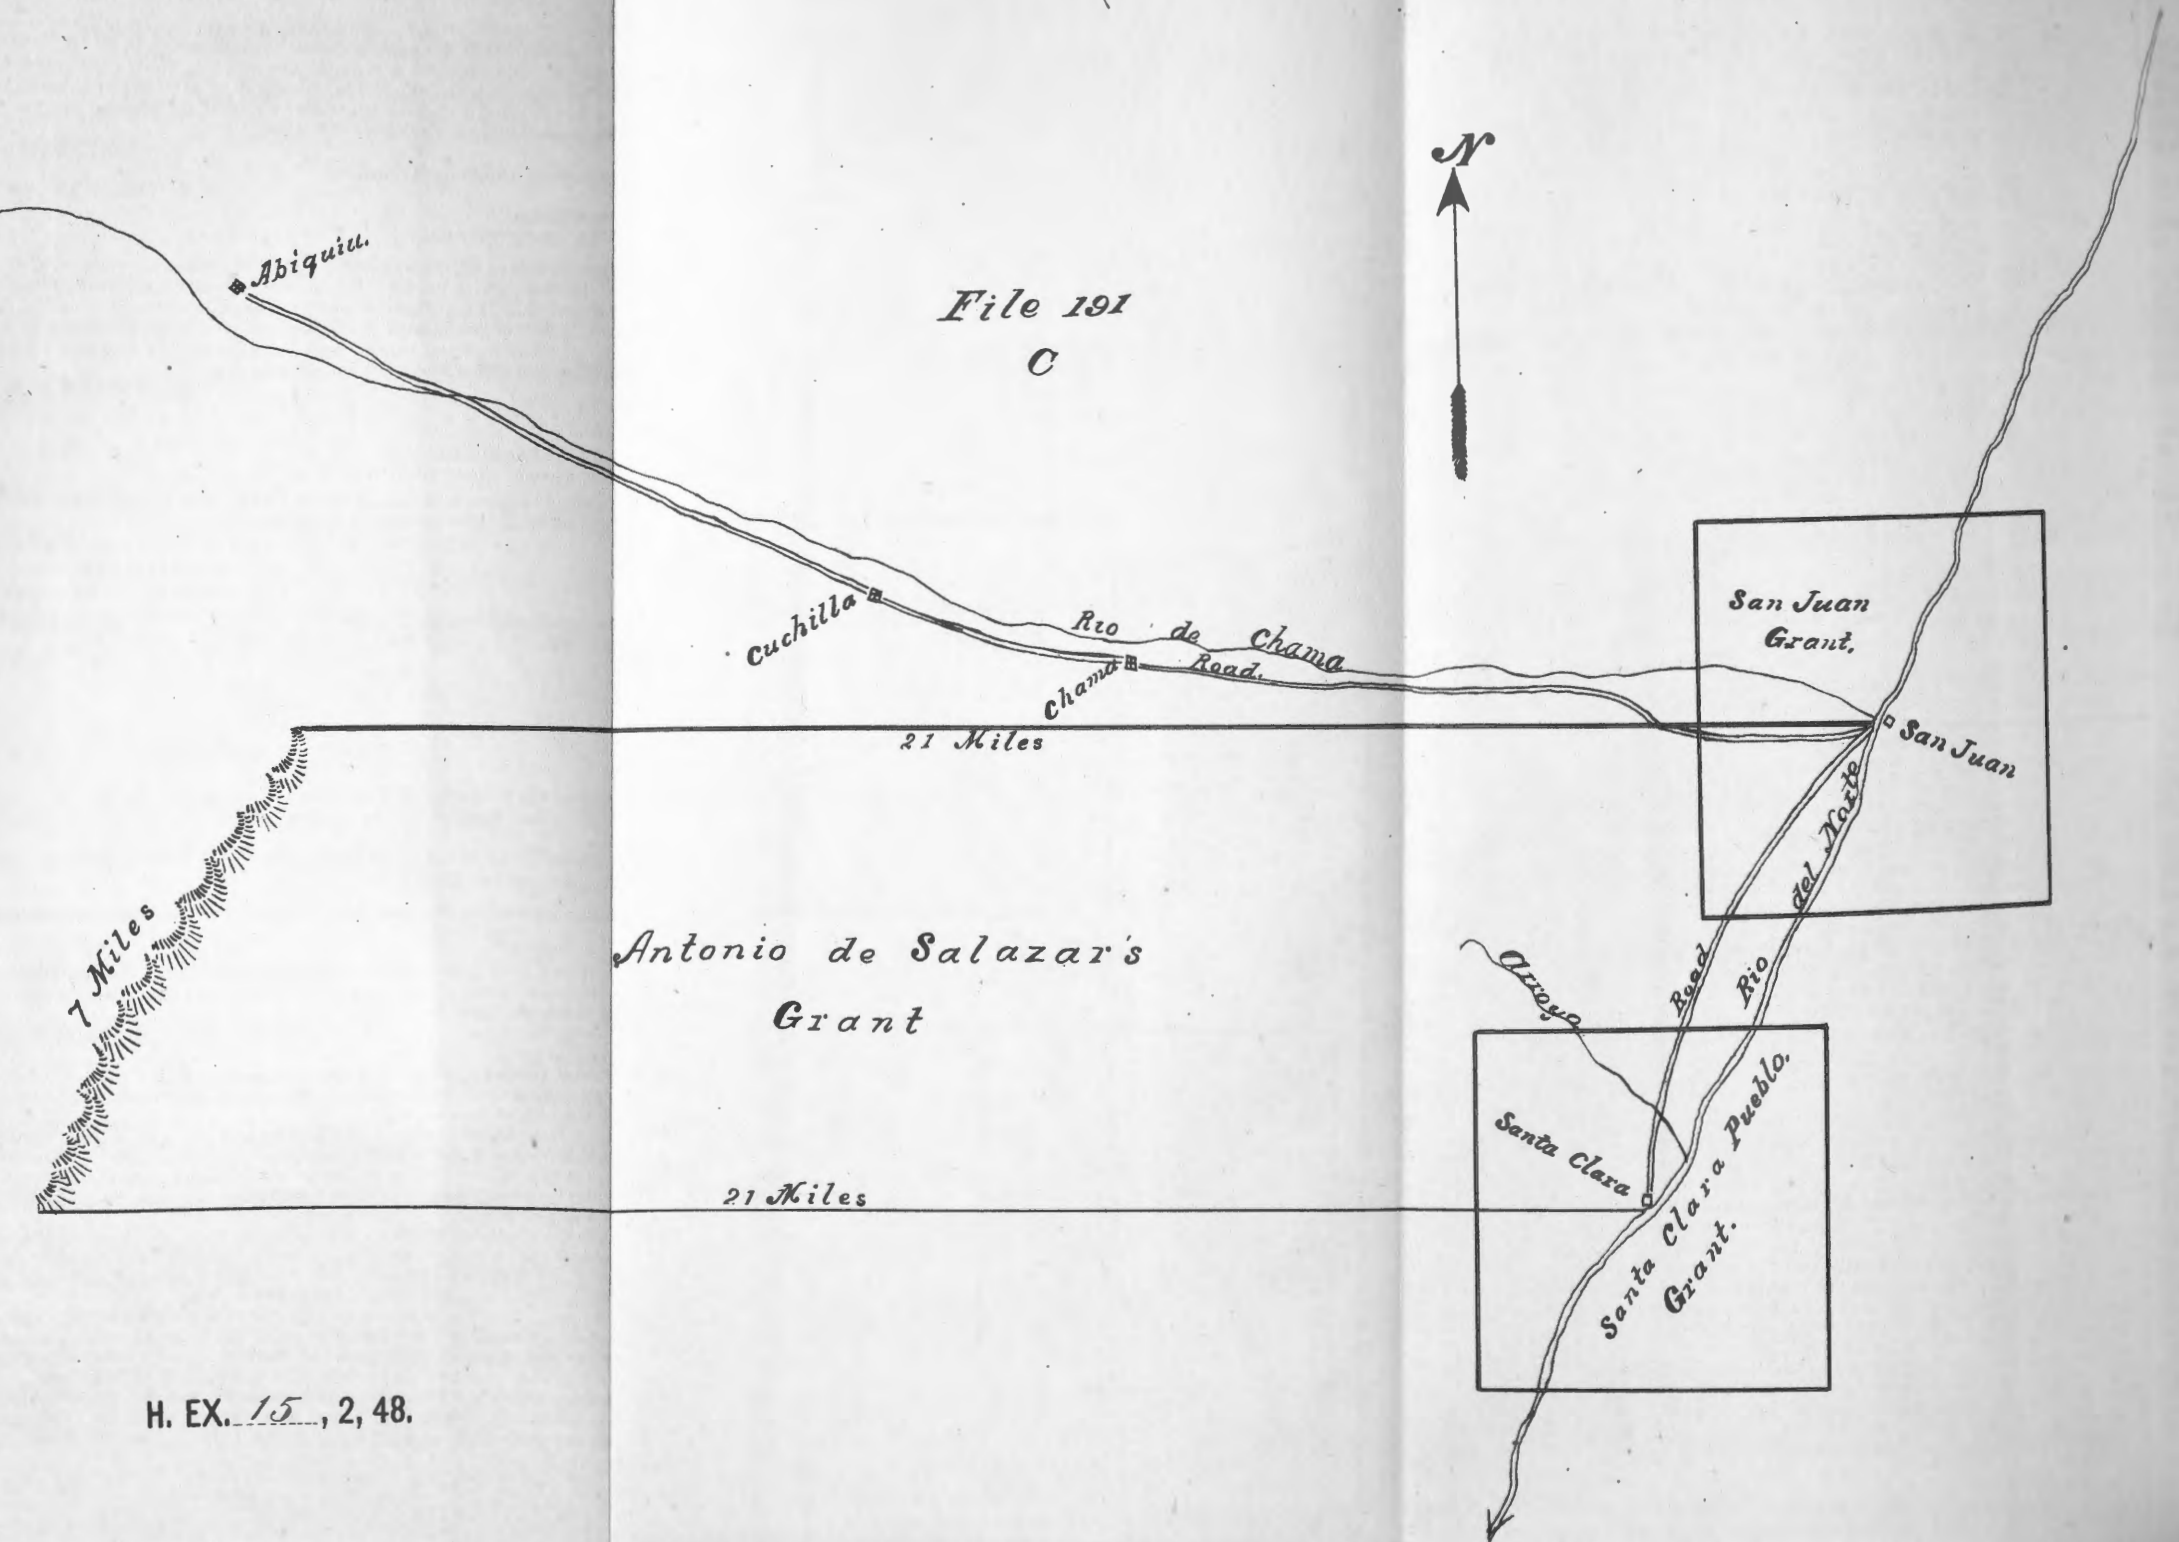 N
Abiquiu.
File 191
C
San Juan
Grant.
Cuchilla
Rio de Chama
Road.
Chama
San Juan
21 Miles
Rio del Norte
7 Miles
Antonio de Salazar's
Grant
Arroyo
Road
Santa Clara
Santa Clara Pueblo.
Grant.
21 Miles
H. EX. 15, 2, 48.